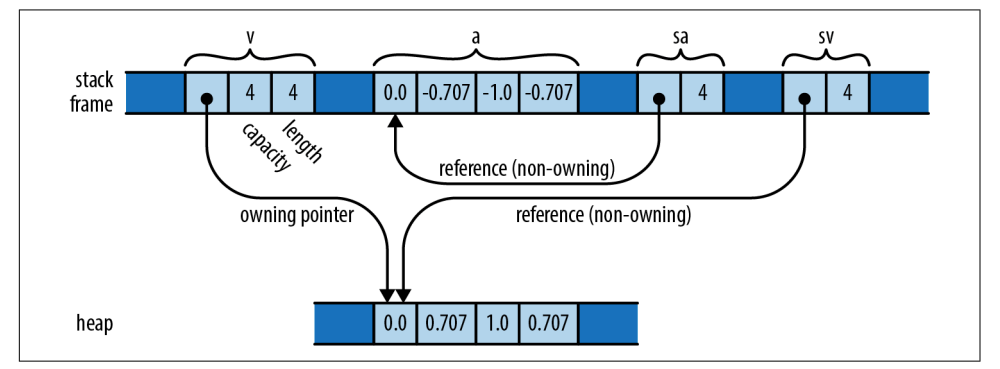 v a sa sv
stack
frame
4 4 0.0 -0.707 -1.0 -0.707 4 4
capacity
length
reference (non-owning)
owning pointer
reference (non-owning)
heap
0.0 0.707 1.0 0.707